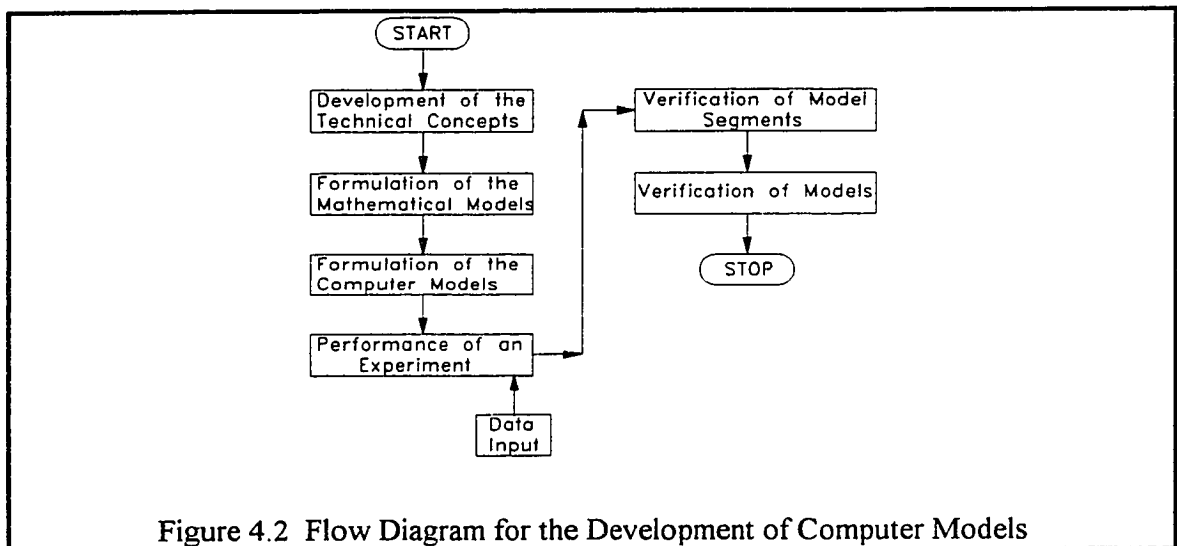 START
Development of the
Technical Concepts
Formulation of the
Mathematical Models
Formulation of the
Computer Models
Performance of an
Experiment
Data
Input
Verification of Model
Segments
Verification of Models
STOP
Figure 4.2 Flow Diagram for the Development of Computer Models